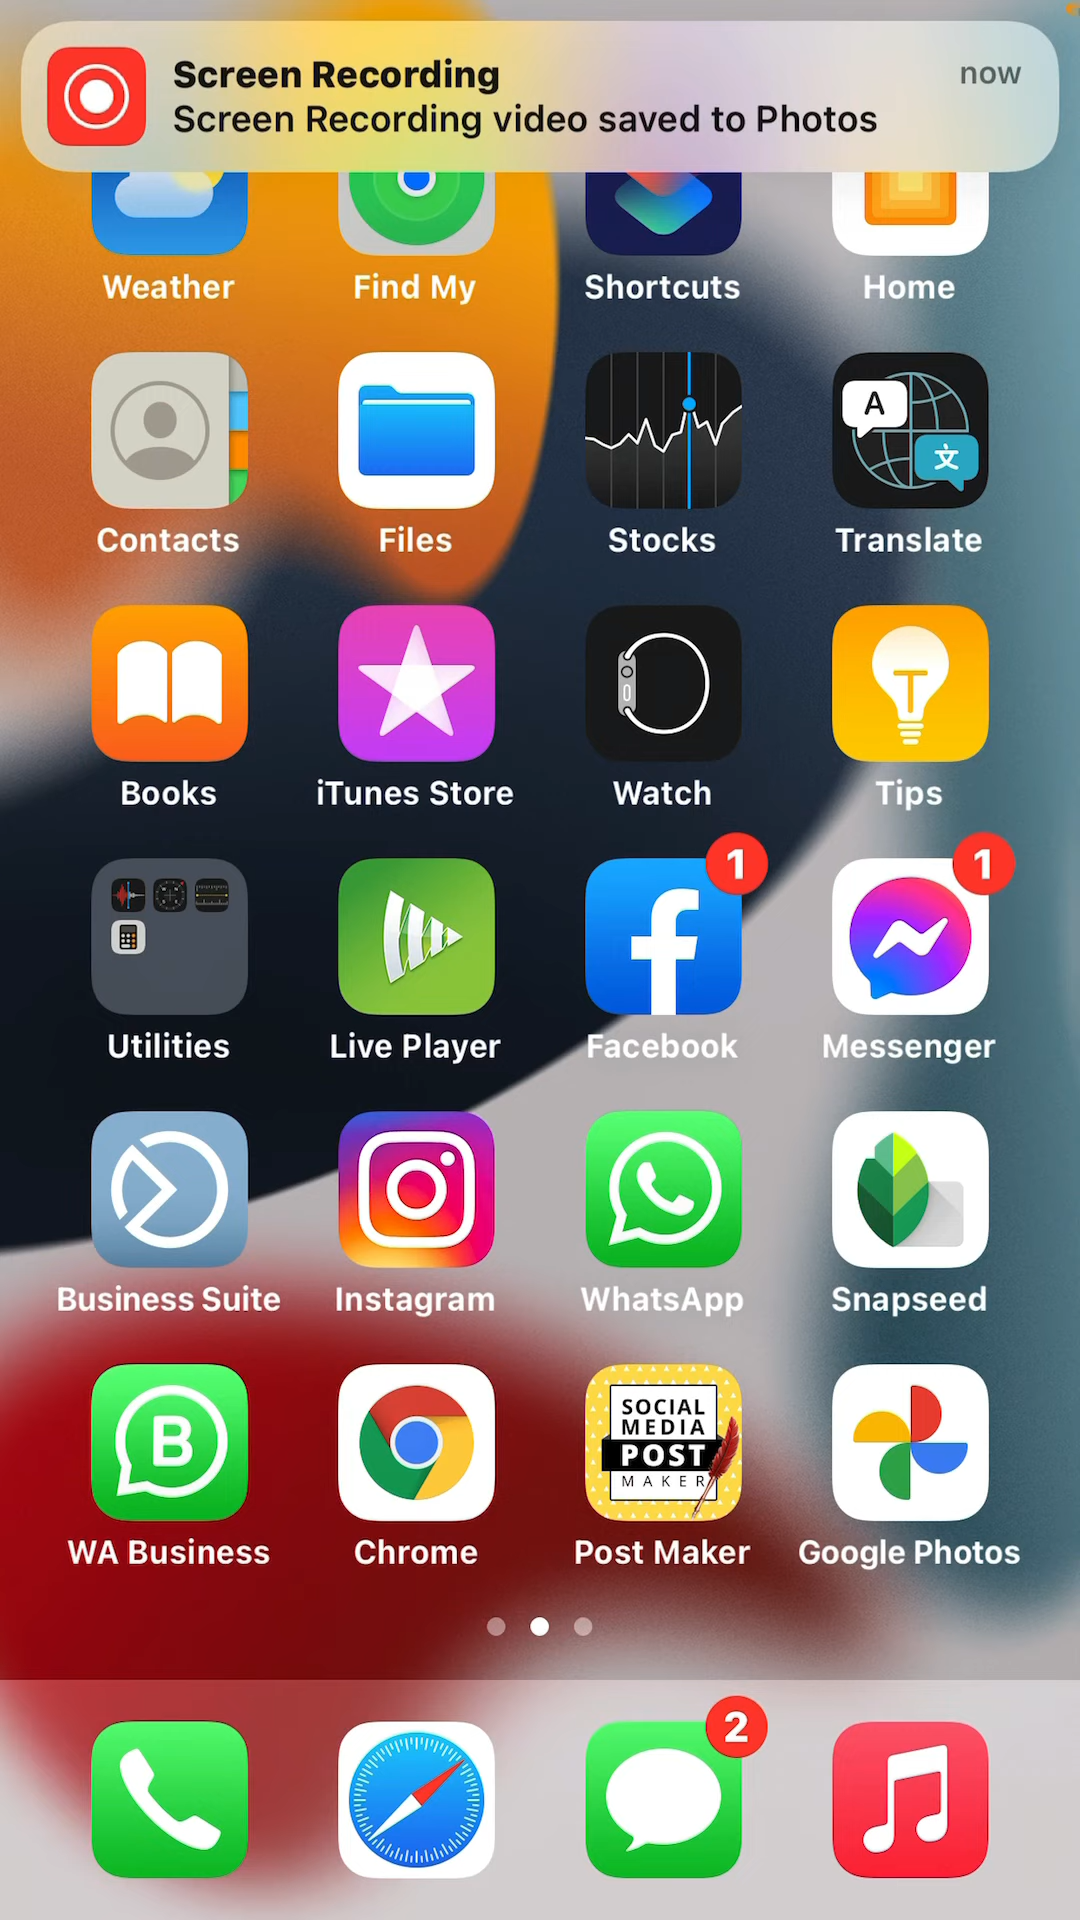 Screen Recording
now
Screen Recording video saved to Photos
Weather
Find My
Shortcuts
Home
A
文
Contacts
Files
Stocks
Translate
Books
iTunes Store
Watch
Tips
1
1
Utilities
Live Player
Facebook
Messenger
Business Suite
Instagram
WhatsApp
Snapseed
B
SOCIAL
MEDIA
POST
MAKER
WA Business
Chrome
Post Maker
Google Photos
2